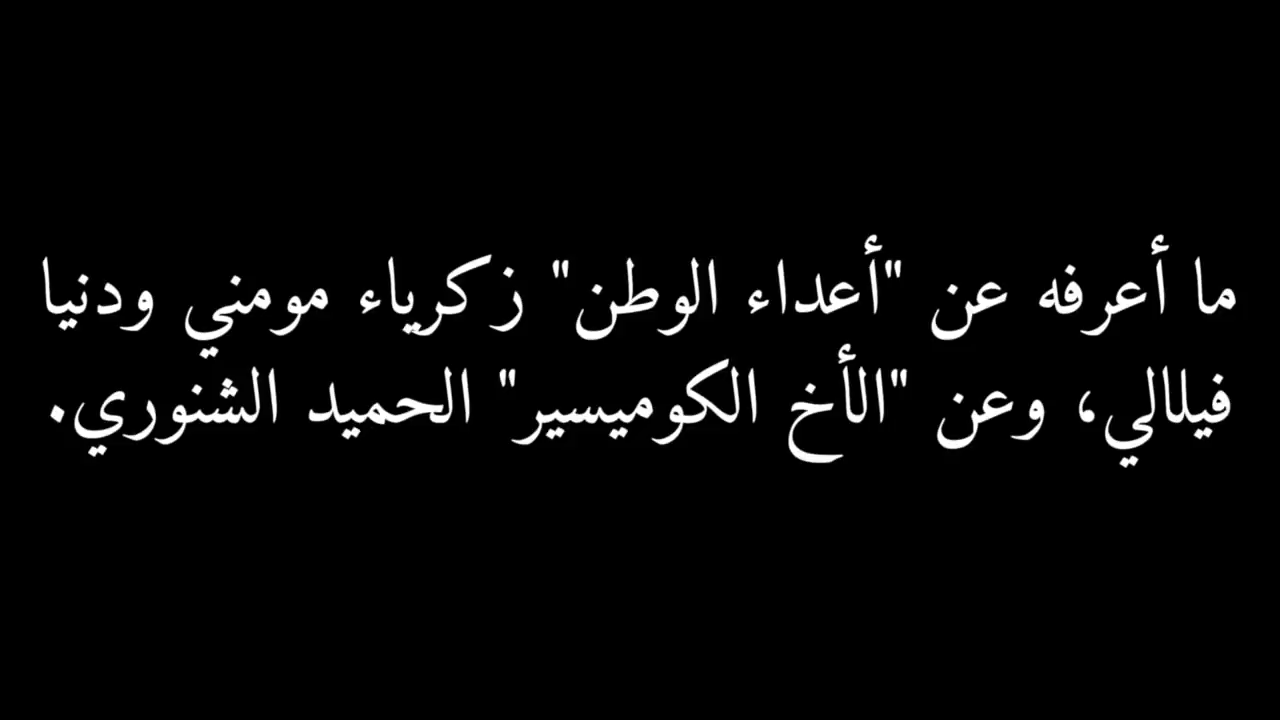 ما أعرفه عن "أعداء الوطن" زكرياء مومني ودنيا
فيلالي، وعن "الأخ الكوميسير" الحميد الشنوري.